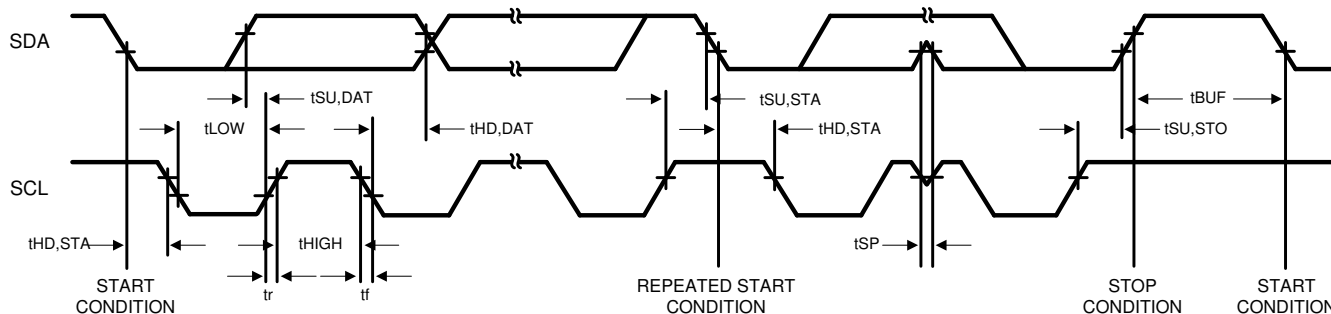 SDA
tSU,DAT
tSU,STA
tBUF
tLOW
tHD,DAT
tHD,STA
tSU,STO
SCL
tHD,STA
tHIGH
tSP
tr
tf
START
CONDITION
REPEATED START
CONDITION
STOP
CONDITION
START
CONDITION